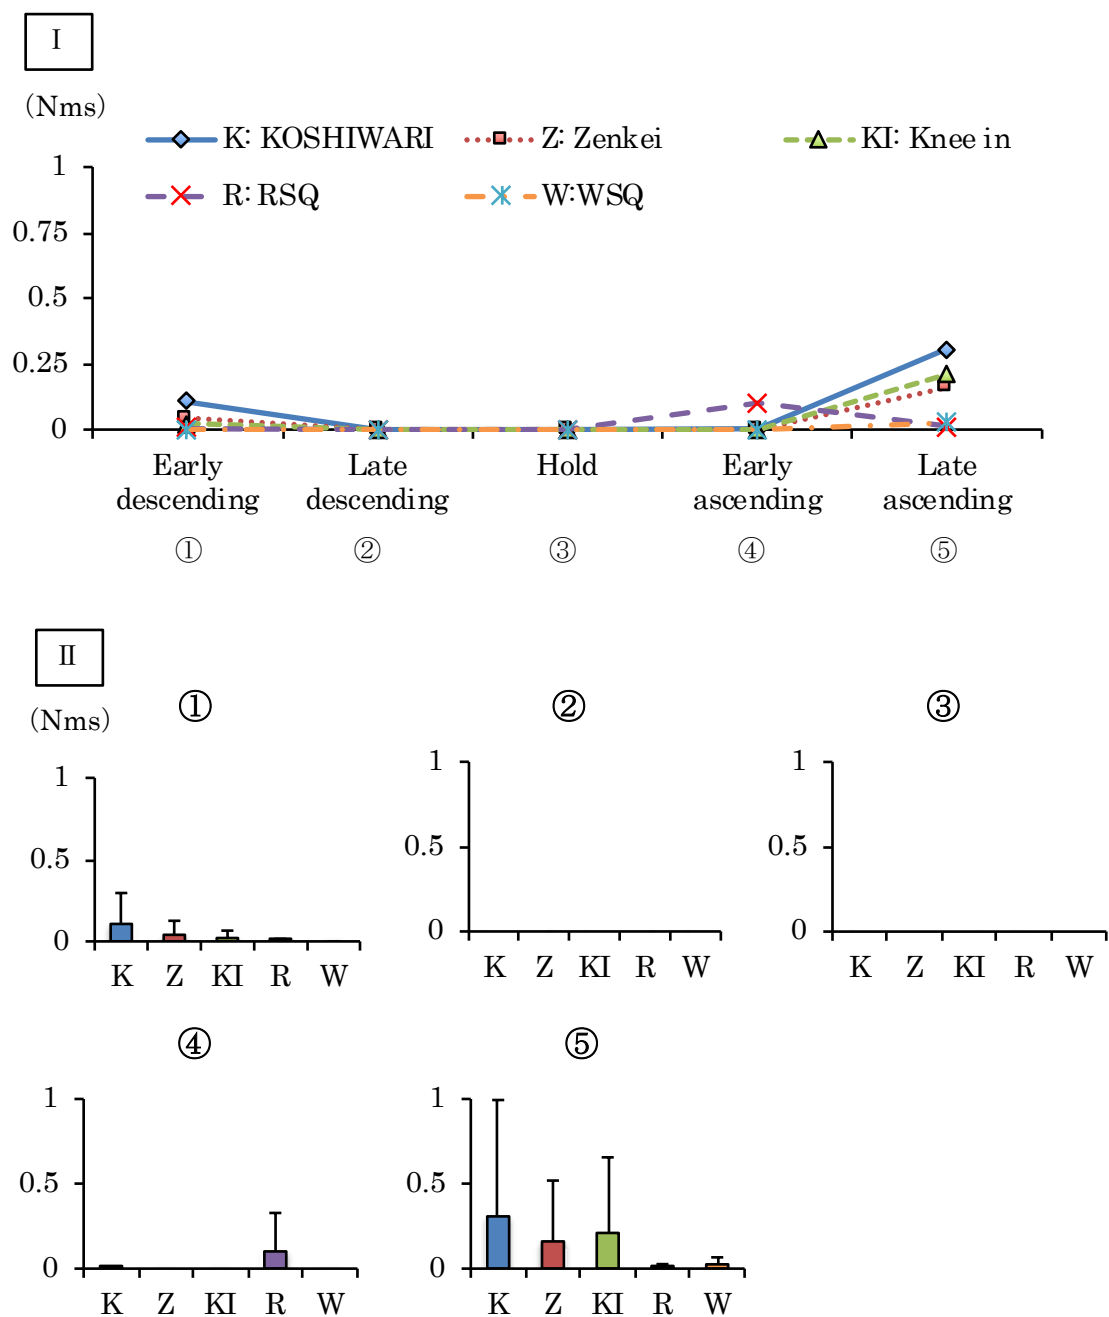 I
(Nms)
K: KOSHIWARI Z: Zenkei KI: Knee in
R: RSQ W:WSQ
1
0.75
0.5
0.25
0
Early descending Late descending Hold Early ascending Late ascending
① ② ③ ④ ⑤
II
(Nms)
① ② ③
1 1 1
0.5 0.5 0.5
0 0 0
K Z KI R W K Z KI R W K Z KI R W
④ ⑤
1 1
0.5 0.5
0 0
K Z KI R W K Z KI R W